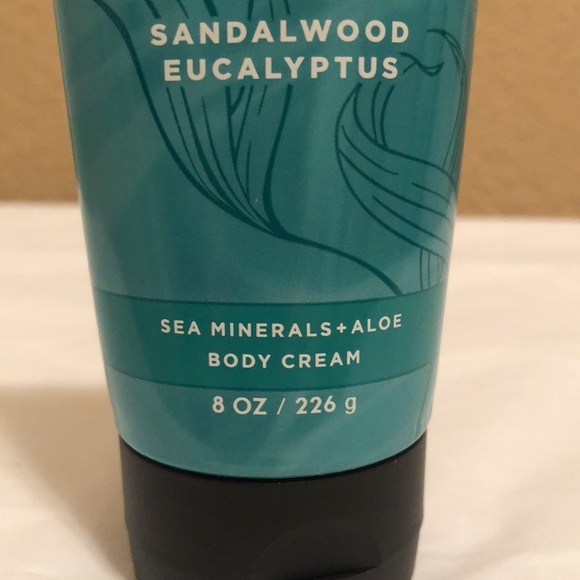 SANDALWOOD
EUCALYPTUS
SEA MINERALS+ALOE
BODY CREAM
8 OZ / 226 g